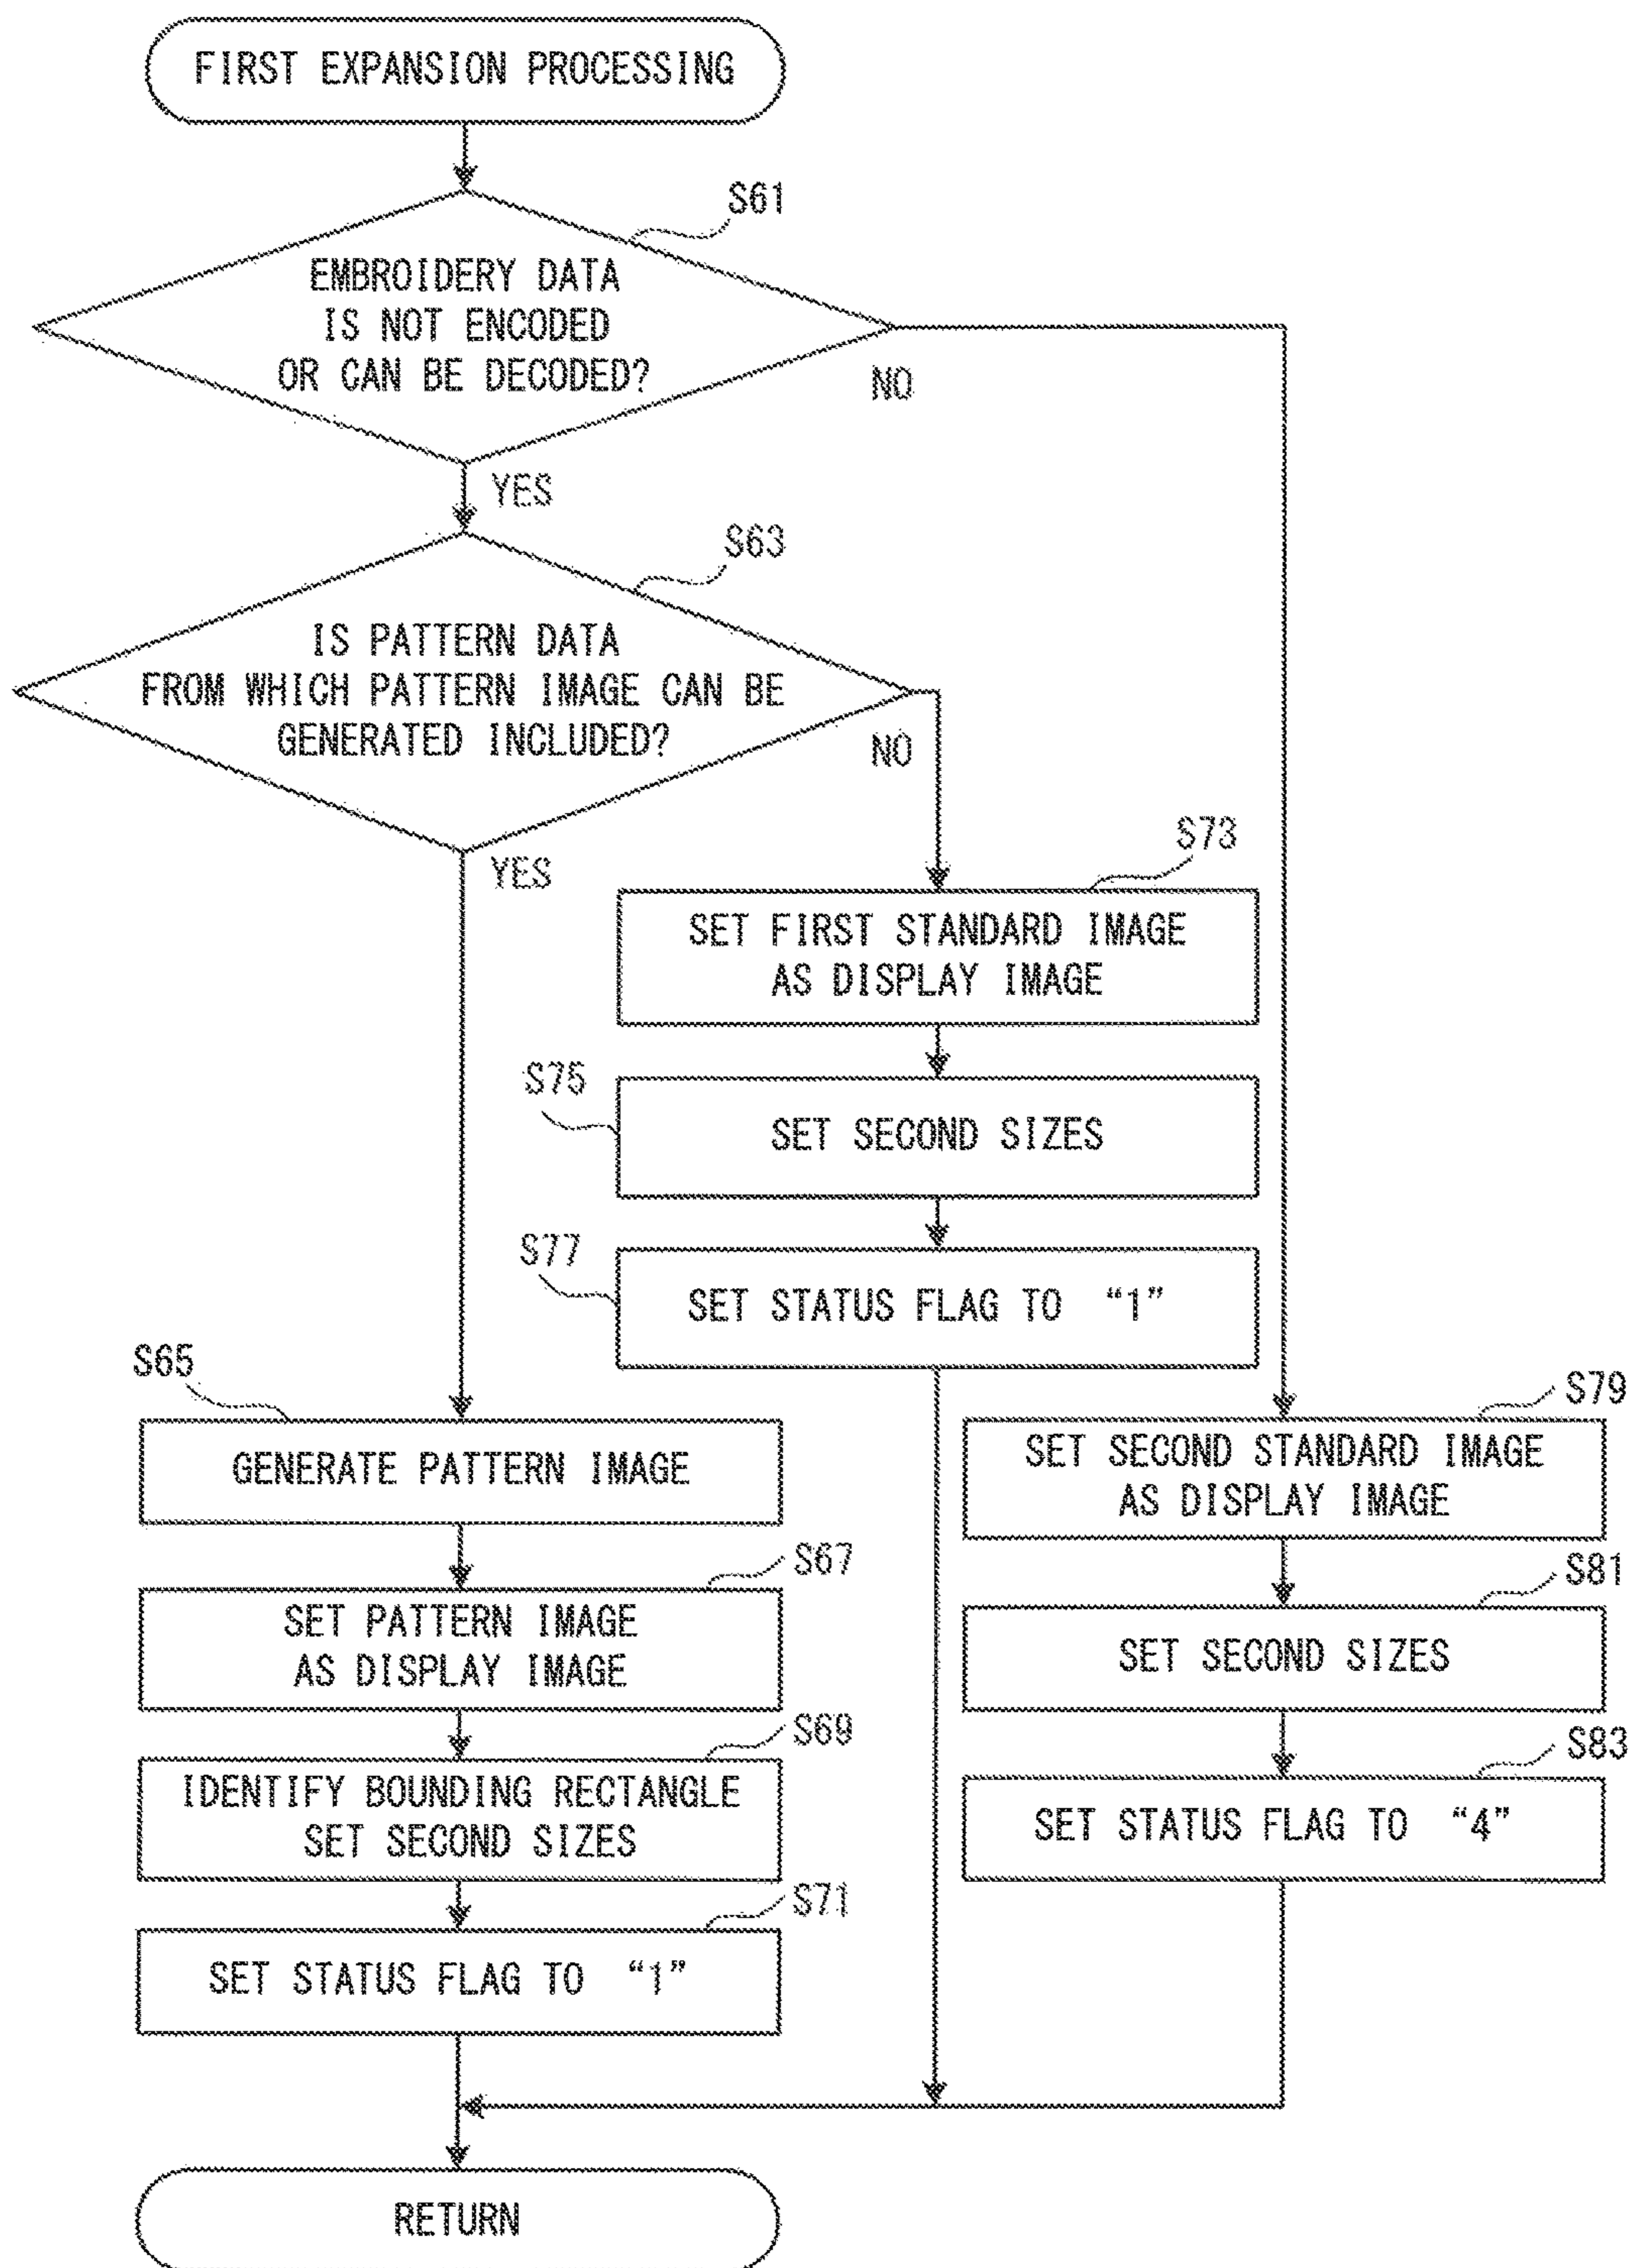 FIRST EXPANSION PROCESSING
S61
EMBROIDERY DATA
IS NOT ENCODED
OR CAN BE DECODED?
NO
YES
S63
IS PATTERN DATA
FROM WHICH PATTERN IMAGE CAN BE
GENERATED INCLUDED?
NO
YES
S73
SET FIRST STANDARD IMAGE
AS DISPLAY IMAGE
S75
SET SECOND SIZES
S77
SET STATUS FLAG TO “1”
S65
GENERATE PATTERN IMAGE
S67
SET PATTERN IMAGE
AS DISPLAY IMAGE
S69
IDENTIFY BOUNDING RECTANGLE
SET SECOND SIZES
S71
SET STATUS FLAG TO “1”
S79
SET SECOND STANDARD IMAGE
AS DISPLAY IMAGE
S81
SET SECOND SIZES
S83
SET STATUS FLAG TO “4”
RETURN